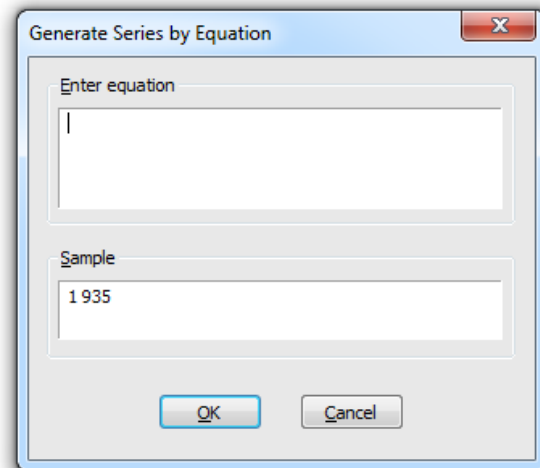 Generate Series by Equation
Enter equation
Sample
1 935
OK
Cancel